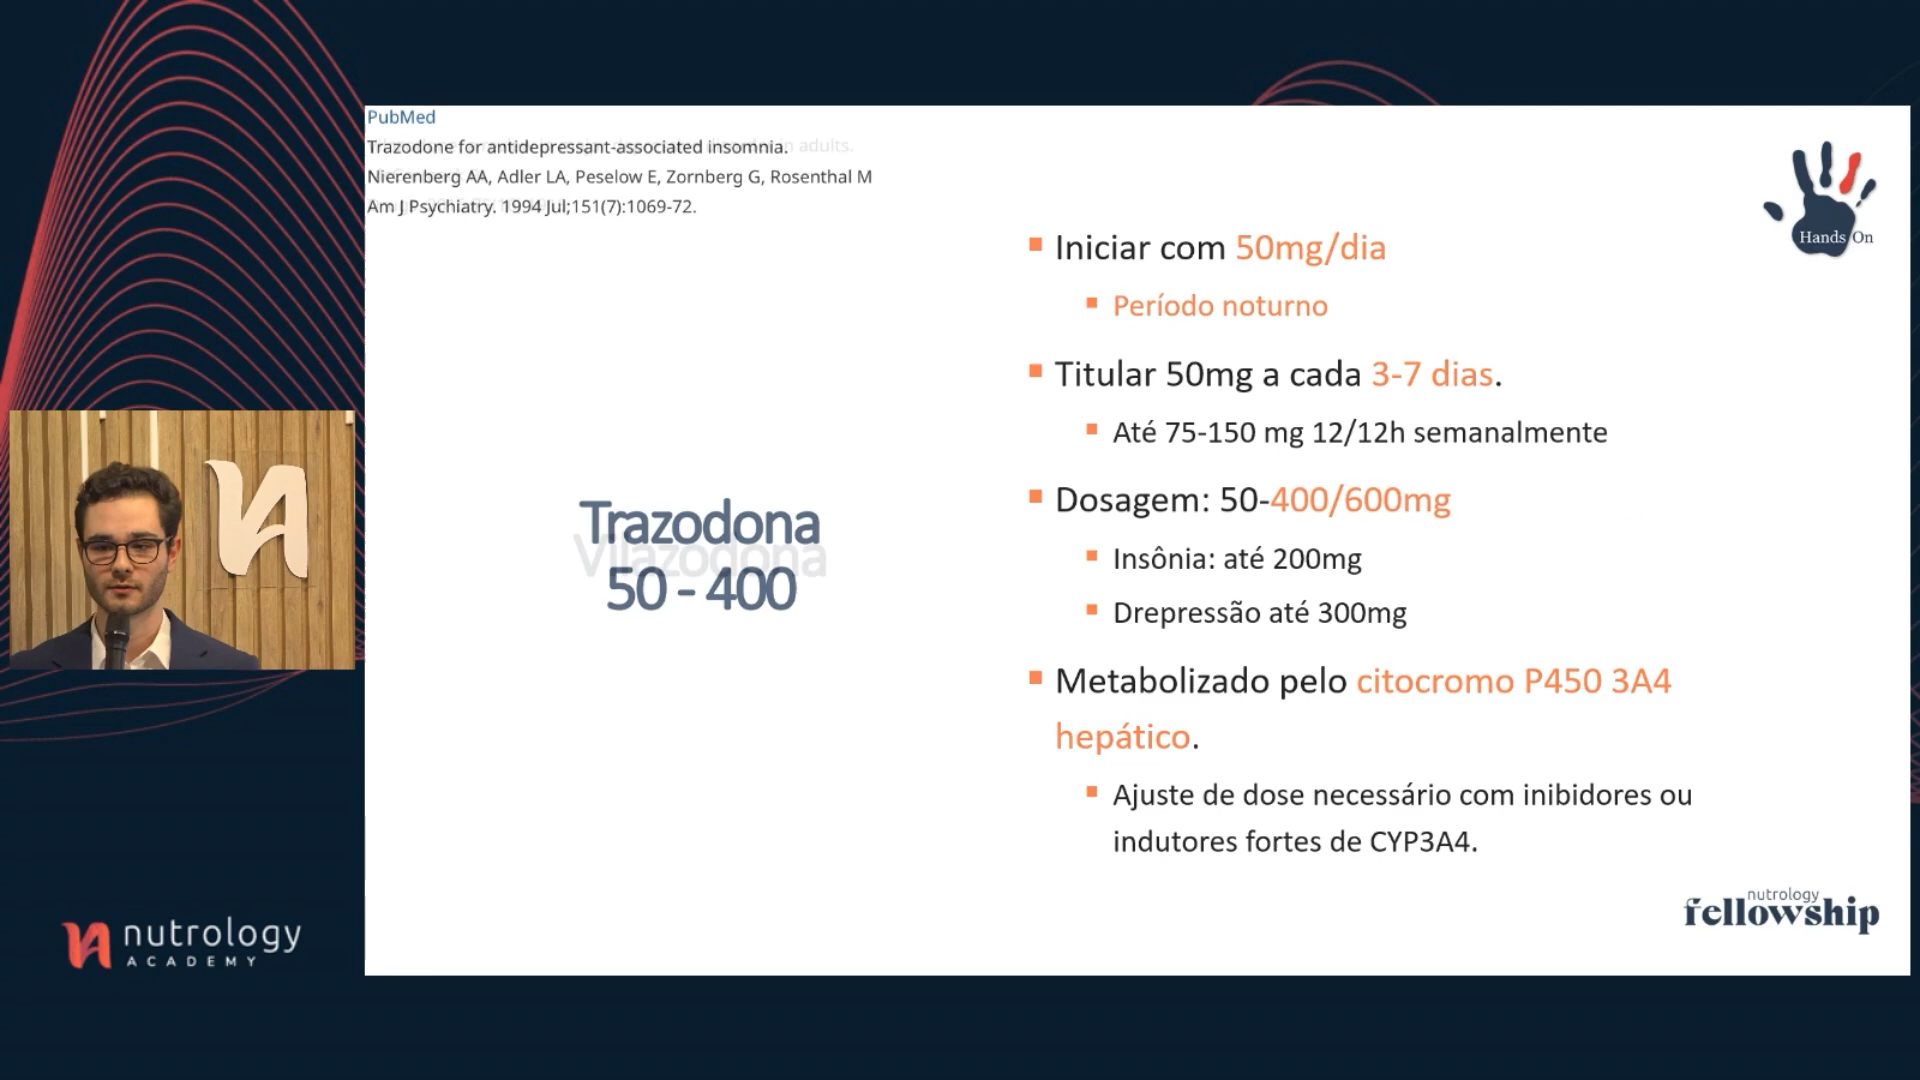 PubMed
Trazodone for antidepressant-associated insomnia.
n adults.
Nierenberg AA, Adler LA, Peselow E, Zornberg G, Rosenthal M
Am J Psychiatry. 1994 Jul;151(7):1069-72.
Hands On
Iniciar com 50mg/dia
Período noturno
Titular 50mg a cada 3-7 dias.
Até 75-150 mg 12/12h semanalmente
Dosagem: 50-400/600mg
Insônia: até 200mg
Drepressão até 300mg
Metabolizado pelo citocromo P450 3A4
hepático.
Ajuste de dose necessário com inibidores ou
indutores fortes de CYP3A4.
Trazodona
Vilazodona
50 - 400
nutrology
ACADEMY
nutrology
fellowship